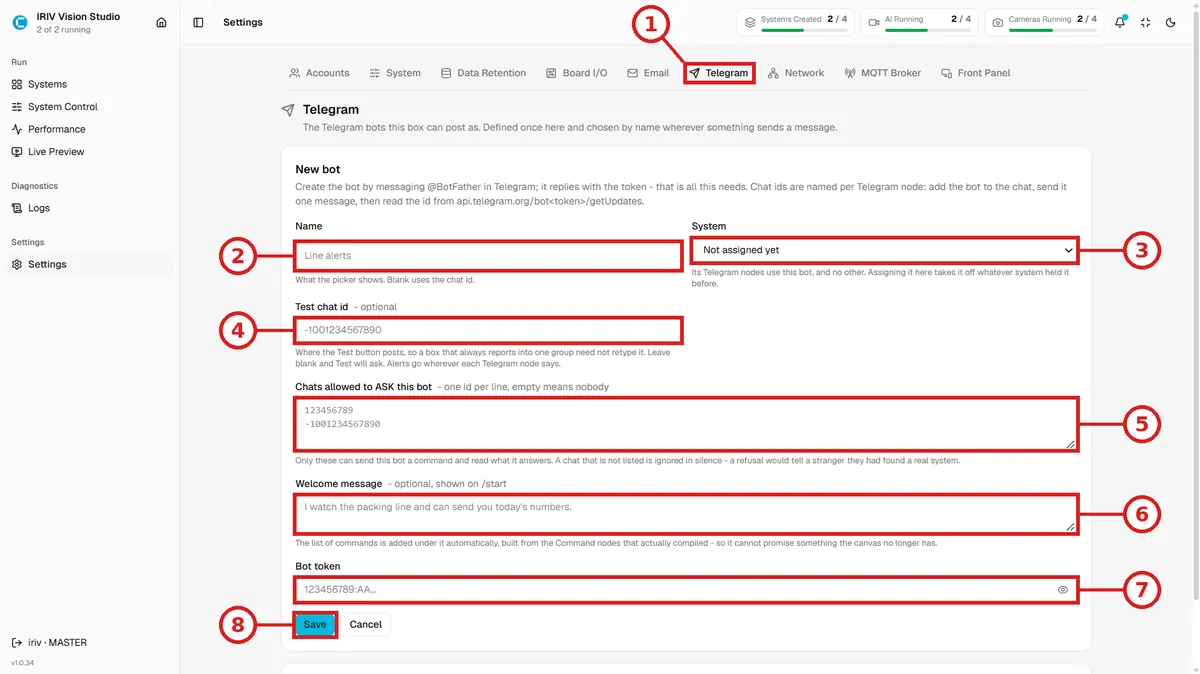 IRIV Vision Studio
2 of 2 running
Settings
1
Systems Created 2 / 4
AI Running 2 / 4
Cameras Running 2 / 4
Run
Systems
System Control
Performance
Live Preview
Diagnostics
Logs
Settings
Settings
Accounts
System
Data Retention
Board I/O
Email
Telegram
Network
MQTT Broker
Front Panel
Telegram
The Telegram bots this box can post as. Defined once here and chosen by name wherever something sends a message.
New bot
Create the bot by messaging @BotFather in Telegram; it replies with the token - that is all this needs. Chat ids are named per Telegram node: add the bot to the chat, send it
one message, then read the id from api.telegram.org/bot<token>/getUpdates.
Name
2
Line alerts
What the picker shows. Blank uses the chat id.
System
Not assigned yet
3
Its Telegram nodes use this bot, and no other. Assigning it here takes it off whatever system held it
before.
Test chat id - optional
4
-1001234567890
Where the Test button posts, so a box that always reports into one group need not retype it. Leave
blank and Test will ask. Alerts go wherever each Telegram node says.
Chats allowed to ASK this bot - one id per line, empty means nobody
123456789
-1001234567890
5
Only these can send this bot a command and read what it answers. A chat that is not listed is ignored in silence - a refusal would tell a stranger they had found a real system.
Welcome message - optional, shown on /start
I watch the packing line and can send you today's numbers.
6
The list of commands is added under it automatically, built from the Command nodes that actually compiled - so it cannot promise something the canvas no longer has.
Bot token
123456789:AA...
7
8
Save
Cancel
iriv · MASTER
v1.0.34